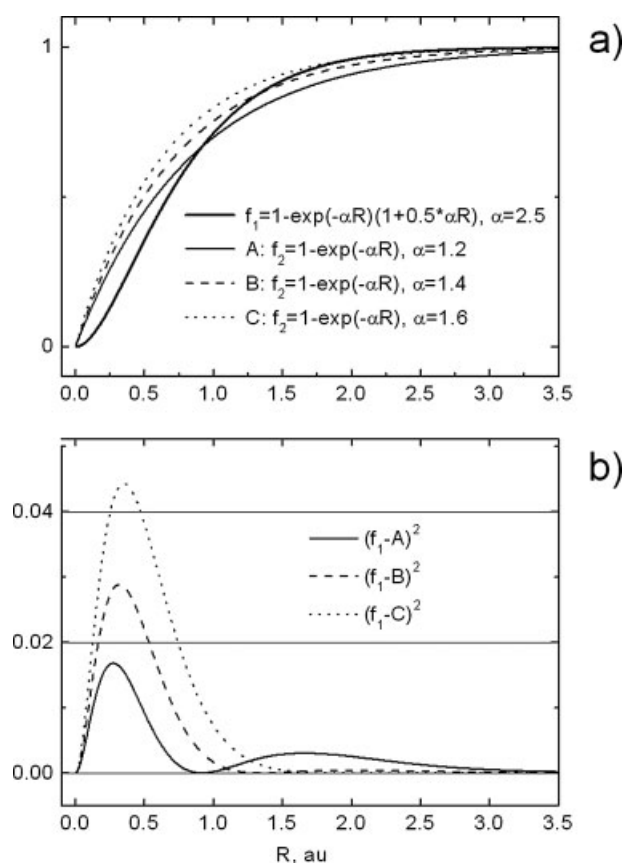 a)
1
f₁=1-exp(-αR)(1+0.5*αR), α=2.5
A: f₂=1-exp(-αR), α=1.2
B: f₂=1-exp(-αR), α=1.4
C: f₂=1-exp(-αR), α=1.6
0
0.0 0.5 1.0 1.5 2.0 2.5 3.0 3.5
b)
0.04
(f₁-A)²
(f₁-B)²
(f₁-C)²
0.02
0.00
0.0 0.5 1.0 1.5 2.0 2.5 3.0 3.5
R, au